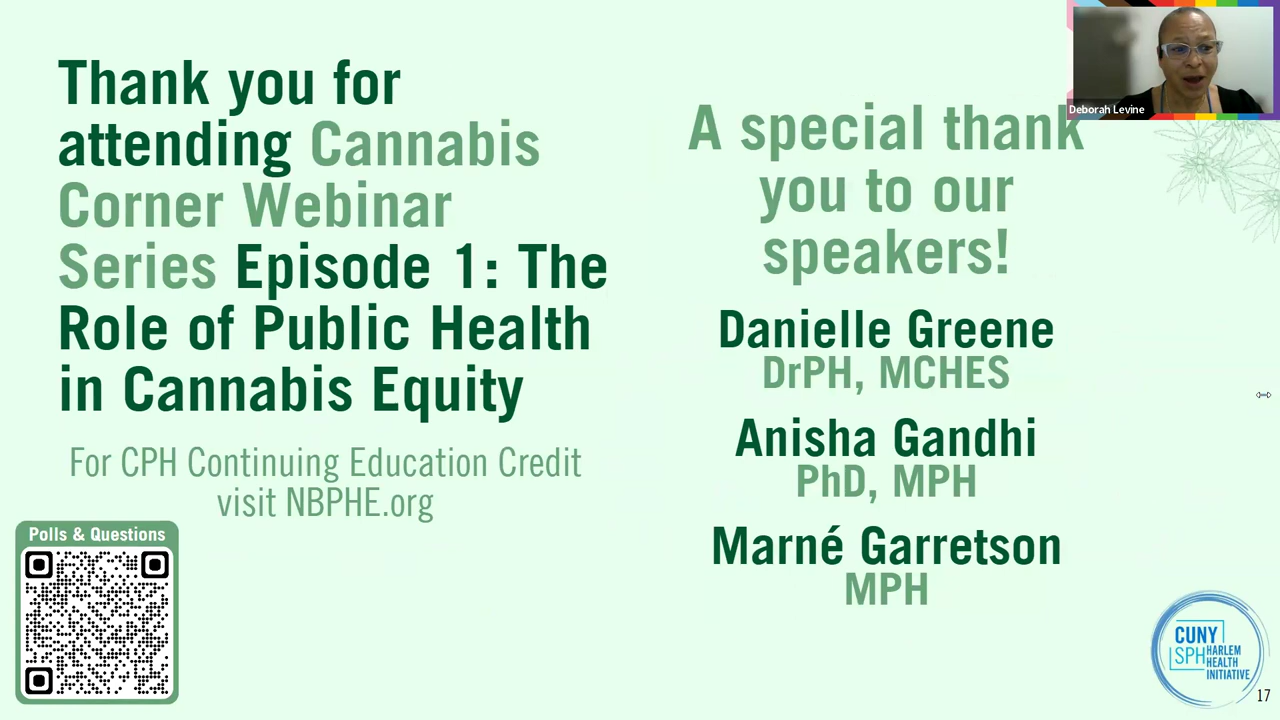 Thank you for
attending Cannabis
Corner Webinar
Series Episode 1: The
Role of Public Health
in Cannabis Equity
For CPH Continuing Education Credit
visit NBPHE.org
Polls & Questions
A special thank
you to our
speakers!
Danielle Greene
DrPH, MCHES
Anisha Gandhi
PhD, MPH
Marné Garretson
MPH
Deborah Levine
CUNY
SPH HARLEM
HEALTH
INITIATIVE
17